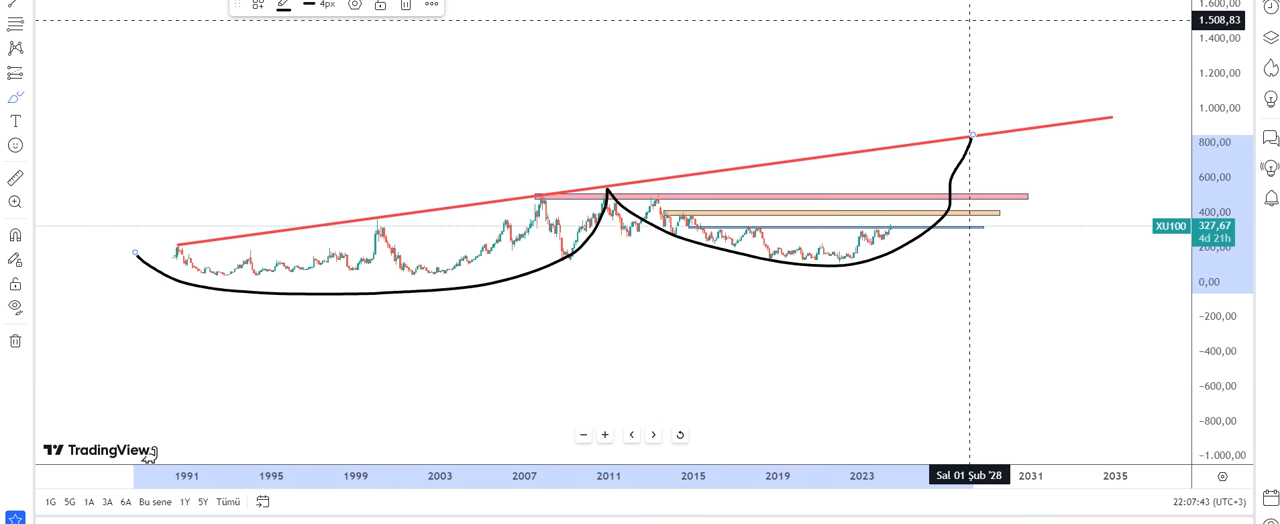 4px
1.600,00
1.508,83
1.400,00
1.200,00
1.000,00
800,00
600,00
400,00
XU100 327,67
4d 21h
200,00
0,00
−200,00
−400,00
−600,00
−800,00
−1.000,00
TradingView
1991 1995 1999 2003 2007 2011 2015 2019 2023 Sal 01 Şub '28 2031 2035
1G 5G 1A 3A 6A Bu sene 1Y 5Y Tümü 22:07:43 (UTC+3)